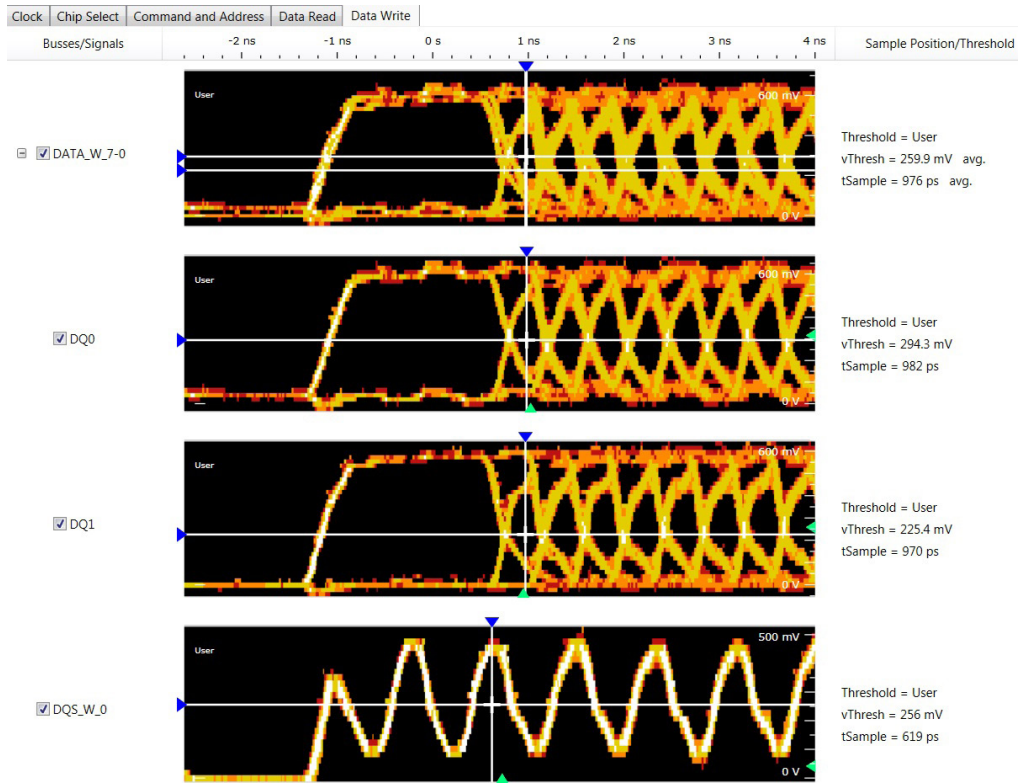 Clock Chip Select Command and Address Data Read Data Write
Busses/Signals -2 ns -1 ns 0 s 1 ns 2 ns 3 ns 4 ns Sample Position/Threshold
User 600 mV
DATA_W_7-0
Threshold = User
vThresh = 259.9 mV avg.
tSample = 976 ps avg.
0 V
User 600 mV
DQ0
Threshold = User
vThresh = 294.3 mV
tSample = 982 ps
0 V
User 600 mV
DQ1
Threshold = User
vThresh = 225.4 mV
tSample = 970 ps
0 V
User 500 mV
DQS_W_0
Threshold = User
vThresh = 256 mV
tSample = 619 ps
0 V